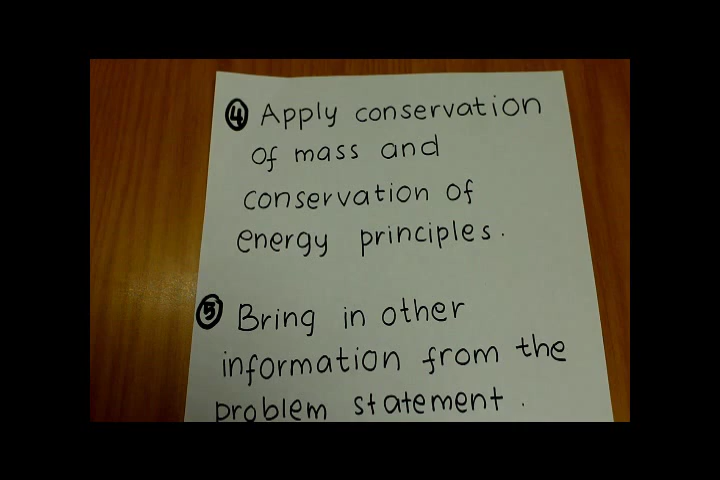 ④ Apply conservation
of mass and
conservation of
energy principles.
⑤ Bring in other
information from the
problem statement.